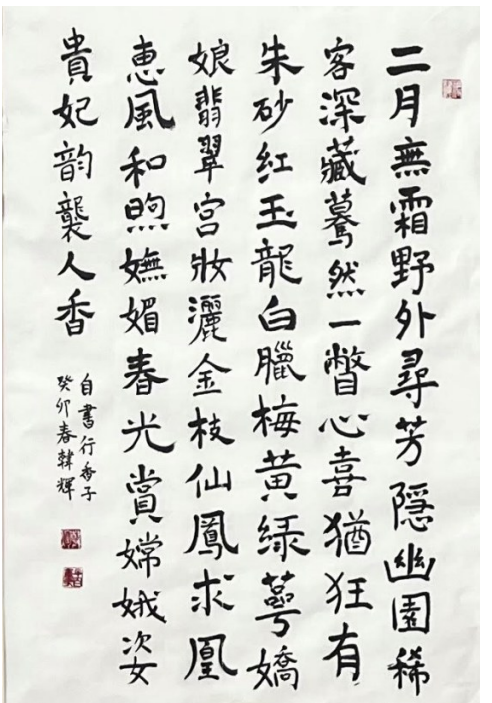 二月無霜野外尋芳隱幽園稀
客深藏驀然一瞥心喜猶狂有
朱砂紅玉龍白臘梅黄緑萼嬌
娘翡翠宮妝灑金枝仙鳳求凰
惠風和煦嫵媚春光賞嫦娥姿
貴妃韵襲人香
自書行香子
癸卯春韓輝